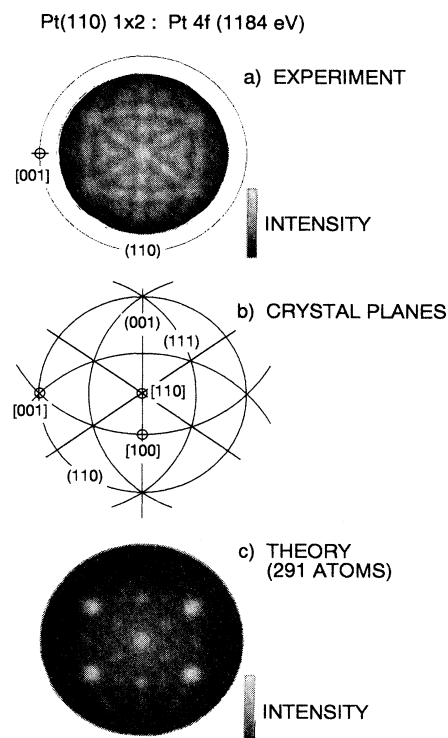 Pt(110) 1x2 : Pt 4f (1184 eV)
a) EXPERIMENT
[001]
INTENSITY
(110)
b) CRYSTAL PLANES
(001)
(111)
[001]
[110]
[100]
(110)
c) THEORY
(291 ATOMS)
INTENSITY